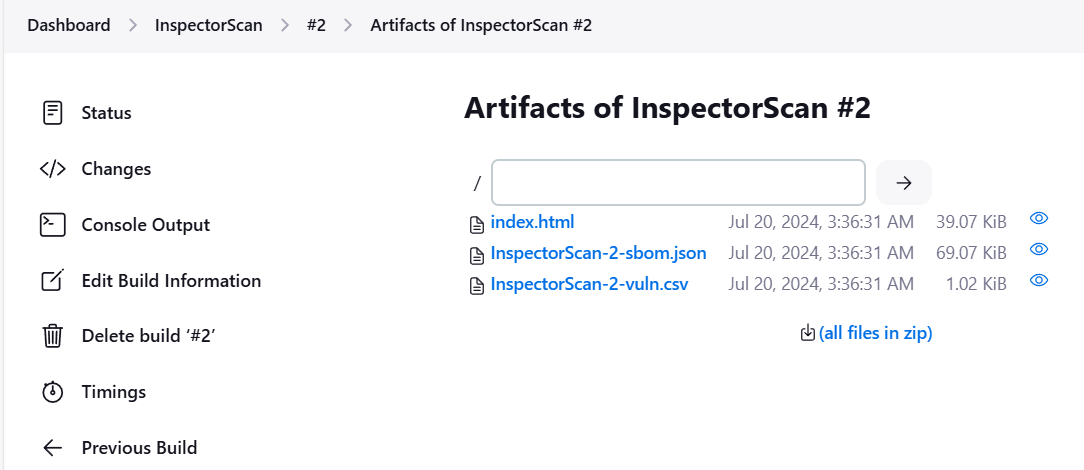 Dashboard > InspectorScan > #2 > Artifacts of InspectorScan #2
Status
Changes
Console Output
Edit Build Information
Delete build ‘#2’
Timings
Previous Build
Artifacts of InspectorScan #2
/
index.html Jul 20, 2024, 3:36:31 AM 39.07 KiB
InspectorScan-2-sbom.json Jul 20, 2024, 3:36:31 AM 69.07 KiB
InspectorScan-2-vuln.csv Jul 20, 2024, 3:36:31 AM 1.02 KiB
(all files in zip)